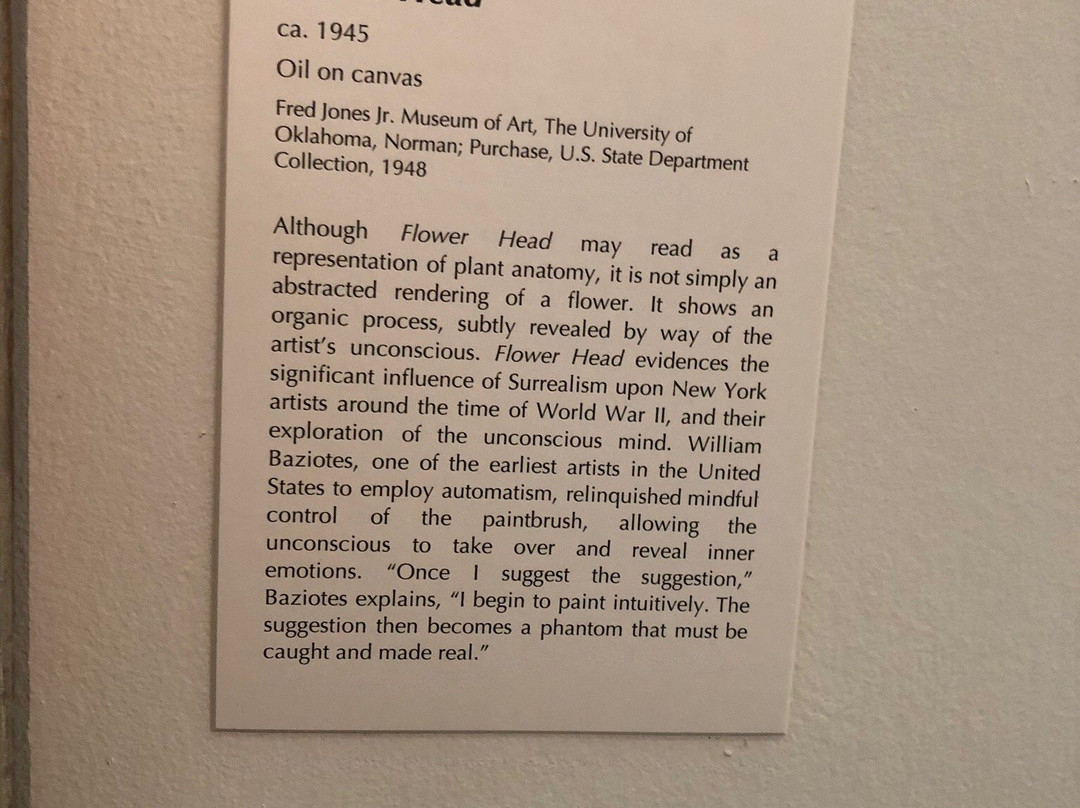 ca. 1945
Oil on canvas
Fred Jones Jr. Museum of Art, The University of
Oklahoma, Norman; Purchase, U.S. State Department
Collection, 1948
Although Flower Head may read as a
representation of plant anatomy, it is not simply an
abstracted rendering of a flower. It shows an
organic process, subtly revealed by way of the
artist's unconscious. Flower Head evidences the
significant influence of Surrealism upon New York
artists around the time of World War II, and their
exploration of the unconscious mind. William
Baziotes, one of the earliest artists in the United
States to employ automatism, relinquished mindful
control of the paintbrush, allowing the
unconscious to take over and reveal inner
emotions. “Once I suggest the suggestion,”
Baziotes explains, “I begin to paint intuitively. The
suggestion then becomes a phantom that must be
caught and made real.”